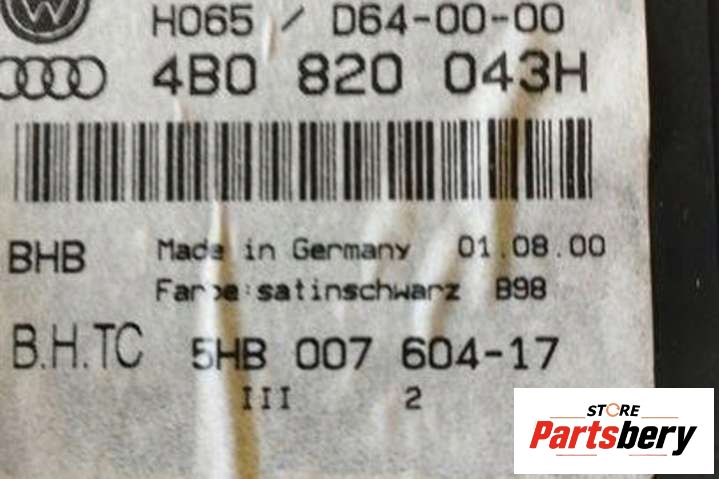 H065 / D64-00-00
4B0 820 043H
BHB Made in Germany 01.08.00
Farbe:satinschwarz B98
B.H.TC 5HB 007 604-17
III 2
STORE
Partsbery